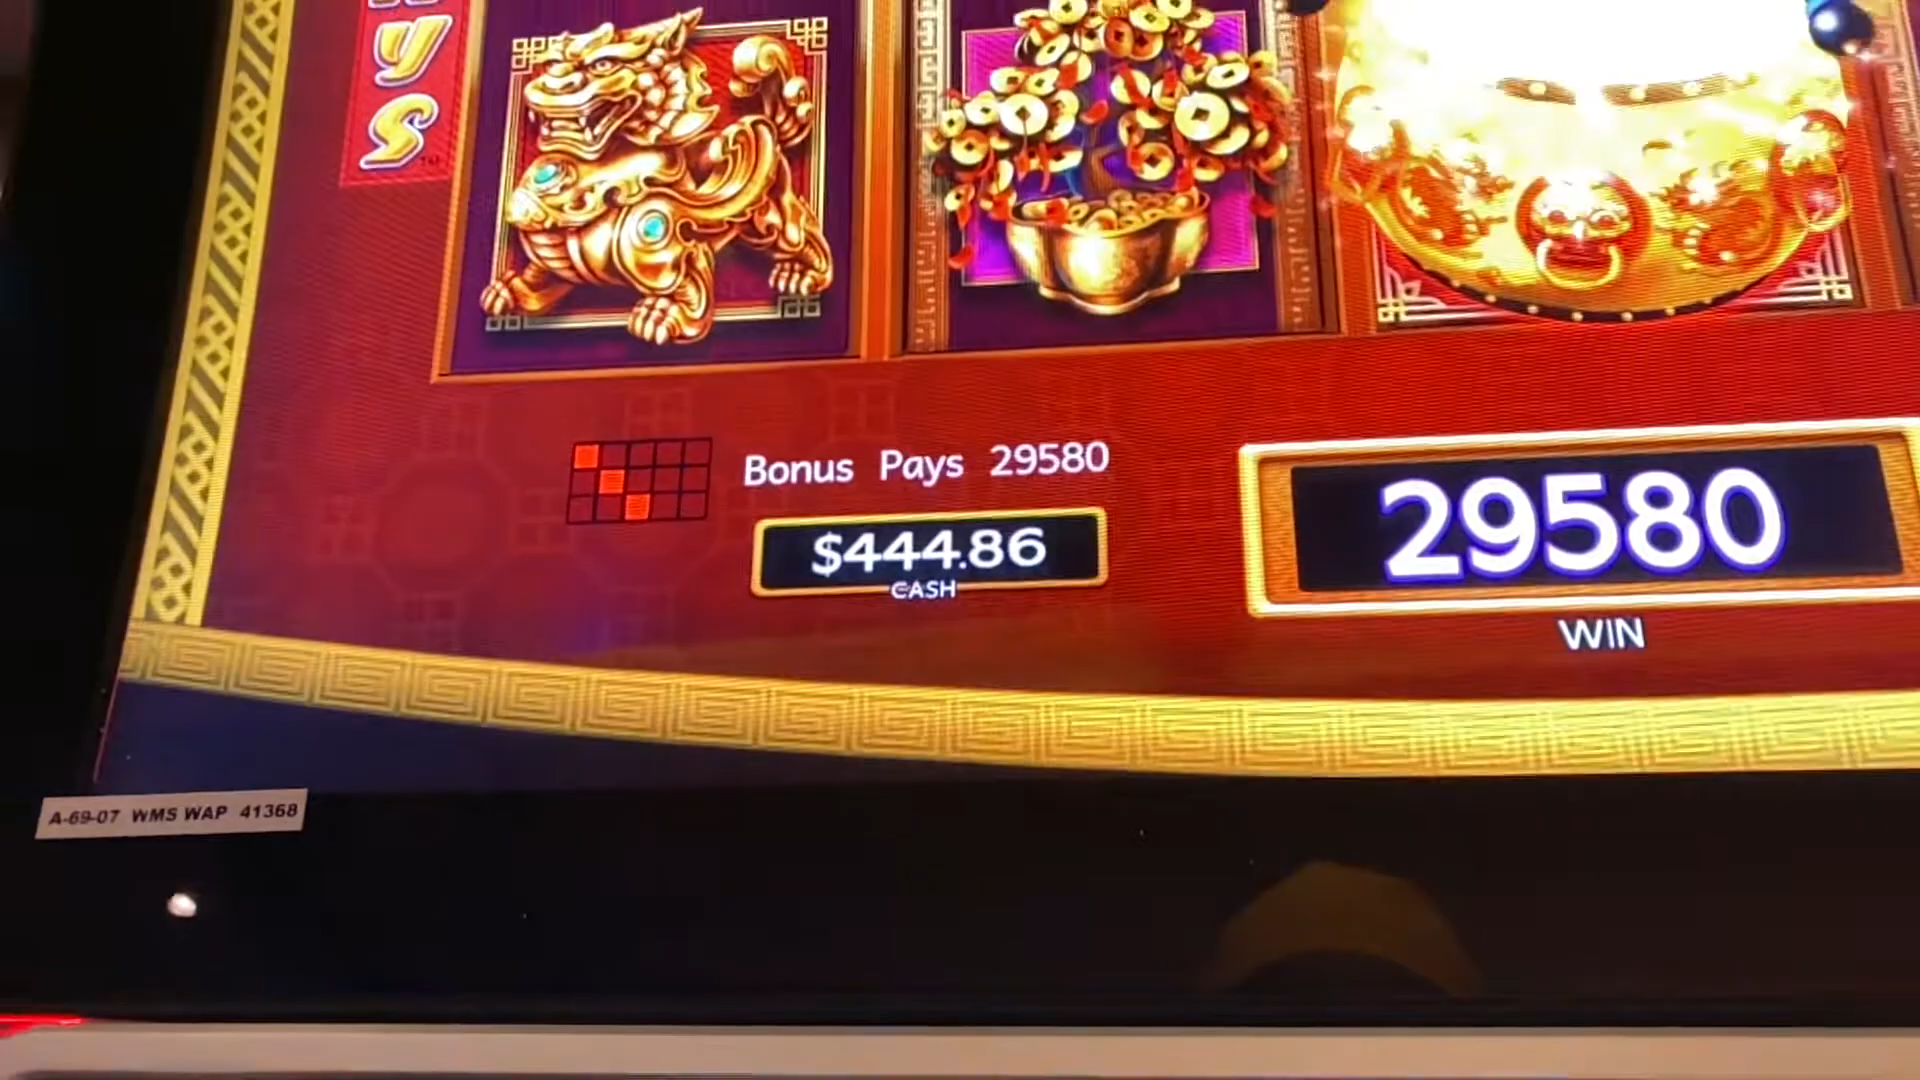 ys
Bonus Pays 29580
$444.86
CASH
29580
WIN
A-69-07 WMS WAP 41368